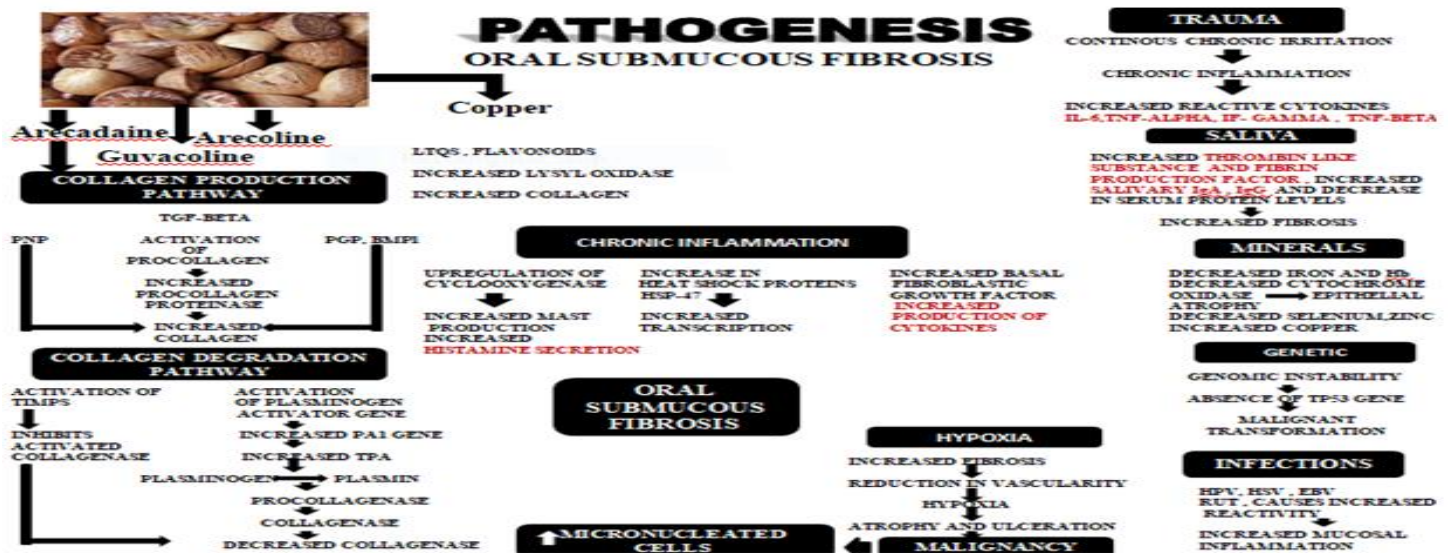 PATHOGENESIS
ORAL SUBMUCOUS FIBROSIS
Copper
Arecadaine
Arecoline
Guvacoline
LTQS , FLAVONOIDS
INCREASED LYSYL OXIDASE
INCREASED COLLAGEN
COLLAGEN PRODUCTION
PATHWAY
TGF-BETA
PNP
ACTIVATION
OF
PROCOLLAGEN
PGP, BMP1
INCREASED
PROCOLLAGEN
PROTEINASE
INCREASED
COLLAGEN
COLLAGEN DEGRADATION
PATHWAY
ACTIVATION OF
TIMPS
INHIBITS
ACTIVATED
COLLAGENASE
ACTIVATION
OF PLASMINOGEN
ACTIVATOR GENE
INCREASED PA1 GENE
INCREASED TPA
PLASMINOGEN
PLASMIN
PROCOLLAGENASE
COLLAGENASE
DECREASED COLLAGENASE
CHRONIC INFLAMMATION
UPREGULATION OF
CYCLOOXYGENASE
INCREASED MAST
PRODUCTION
INCREASED
HISTAMINE SECRETION
INCREASE IN
HEAT SHOCK PROTEINS
HSP-47
INCREASED
TRANSCRIPTION
INCREASED BASAL
FIBROBLASTIC
GROWTH FACTOR
INCREASED
PRODUCTION OF
CYTOKINES
ORAL
SUBMUCOUS
FIBROSIS
MICRONUCLEATED
CELLS
HYPOXIA
INCREASED FIBROSIS
REDUCTION IN VASCULARITY
HYPOXIA
ATROPHY AND ULCERATION
MALIGNANCY
TRAUMA
CONTINOUS CHRONIC IRRITATION
CHRONIC INFLAMMATION
INCREASED REACTIVE CYTOKINES
IL-6,TNF-ALPHA, IF- GAMMA , TNF-BETA
SALIVA
INCREASED THROMBIN LIKE
SUBSTANCE AND FIBRIN
PRODUCTION FACTOR , INCREASED
SALIVARY IgA , IgG AND DECREASE
IN SERUM PROTEIN LEVELS
INCREASED FIBROSIS
MINERALS
DECREASED IRON AND Hb
DECREASED CYTOCHROME
OXIDASE EPITHELIAL
ATROPHY
DECREASED SELENIUM,ZINC
INCREASED COPPER
GENETIC
GENOMIC INSTABILITY
ABSENCE OF TP53 GENE
MALIGNANT
TRANSFORMATION
INFECTIONS
HPV, HSV , EBV
RUT , CAUSES INCREASED
REACTIVITY
INCREASED MUCOSAL
INFLAMMATION